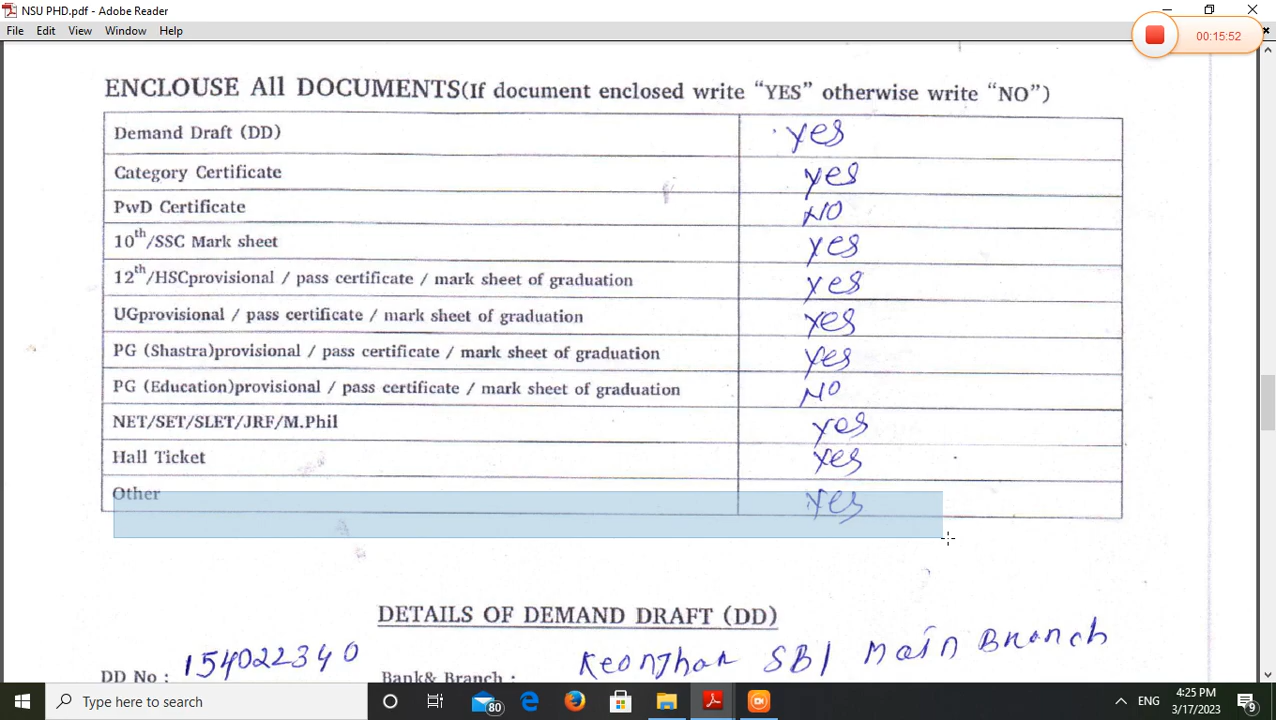 NSU PHD.pdf - Adobe Reader
File Edit View Window Help
00:15:52
ENCLOUSE All DOCUMENTS(If document enclosed write “YES” otherwise write “NO”)
Demand Draft (DD) Yes
Category Certificate Yes
PwD Certificate NO
10th/SSC Mark sheet Yes
12th/HSCprovisional / pass certificate / mark sheet of graduation Yes
UGprovisional / pass certificate / mark sheet of graduation Yes
PG (Shastra)provisional / pass certificate / mark sheet of graduation Yes
PG (Education)provisional / pass certificate / mark sheet of graduation NO
NET/SET/SLET/JRF/M.Phil Yes
Hall Ticket Yes
Other Yes
DETAILS OF DEMAND DRAFT (DD)
DD No : 154022340 Bank& Branch : Keonjhar SBI Main Branch
Type here to search
80
ENG
4:25 PM
3/17/2023
9